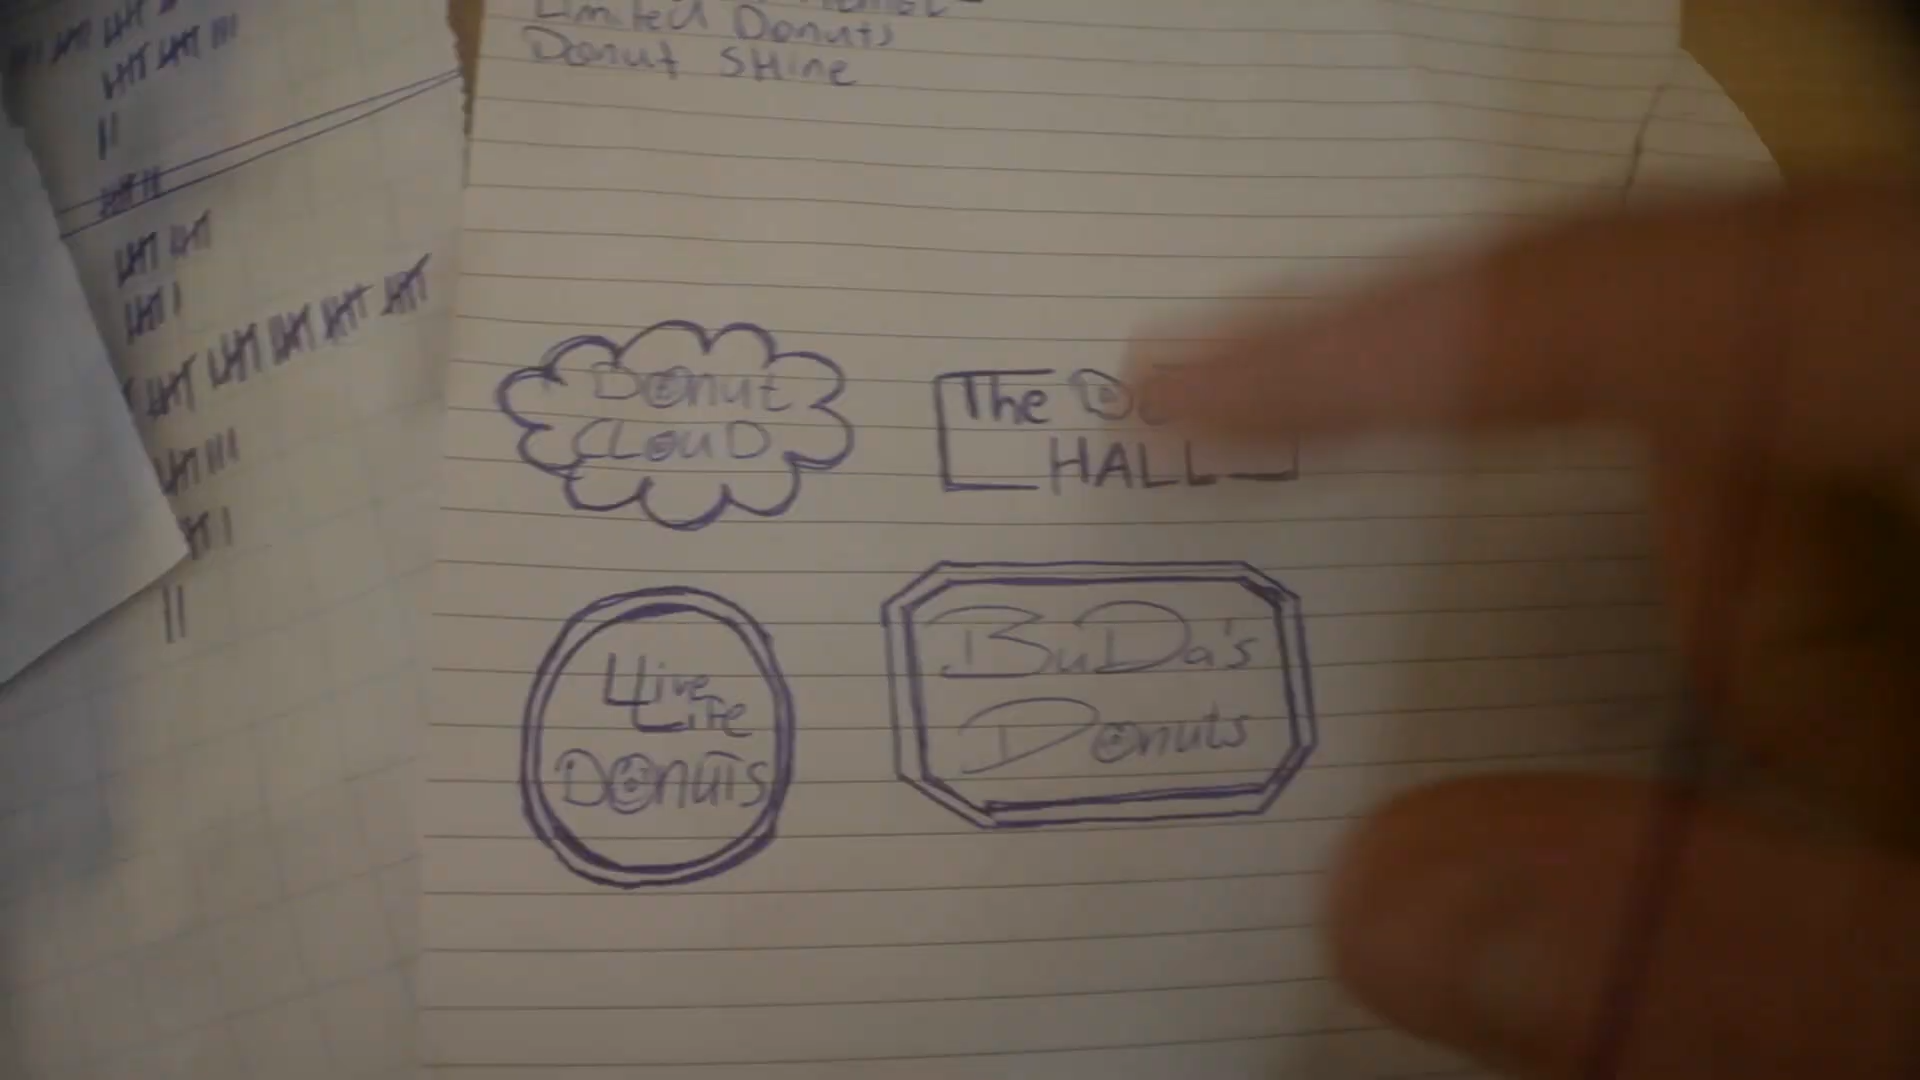 Limited Donuts
Donut SHine
Donut
CLouD
The
HALL
Live
Life
DonuTs
BuDa's
Donuts